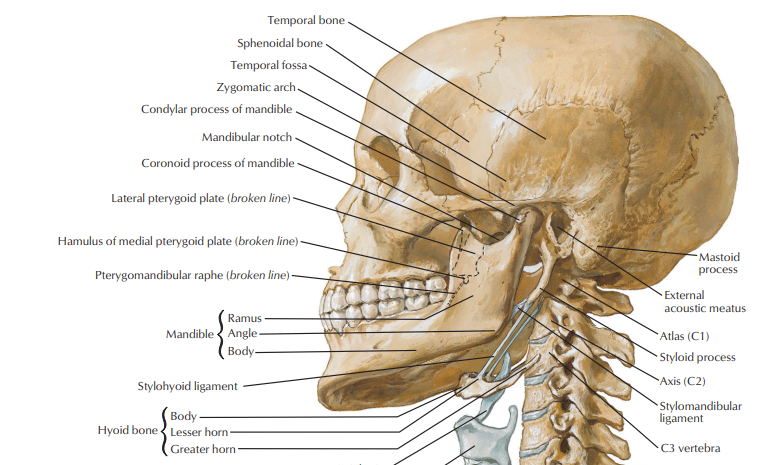 Temporal bone
Sphenoidal bone
Temporal fossa
Zygomatic arch
Condylar process of mandible
Mandibular notch
Coronoid process of mandible
Lateral pterygoid plate (broken line)
Hamulus of medial pterygoid plate (broken line)
Pterygomandibular raphe (broken line)
Mandible
Ramus
Angle
Body
Stylohyoid ligament
Hyoid bone
Body
Lesser horn
Greater horn
Mastoid
process
External
acoustic meatus
Atlas (C1)
Styloid process
Axis (C2)
Stylomandibular
ligament
C3 vertebra